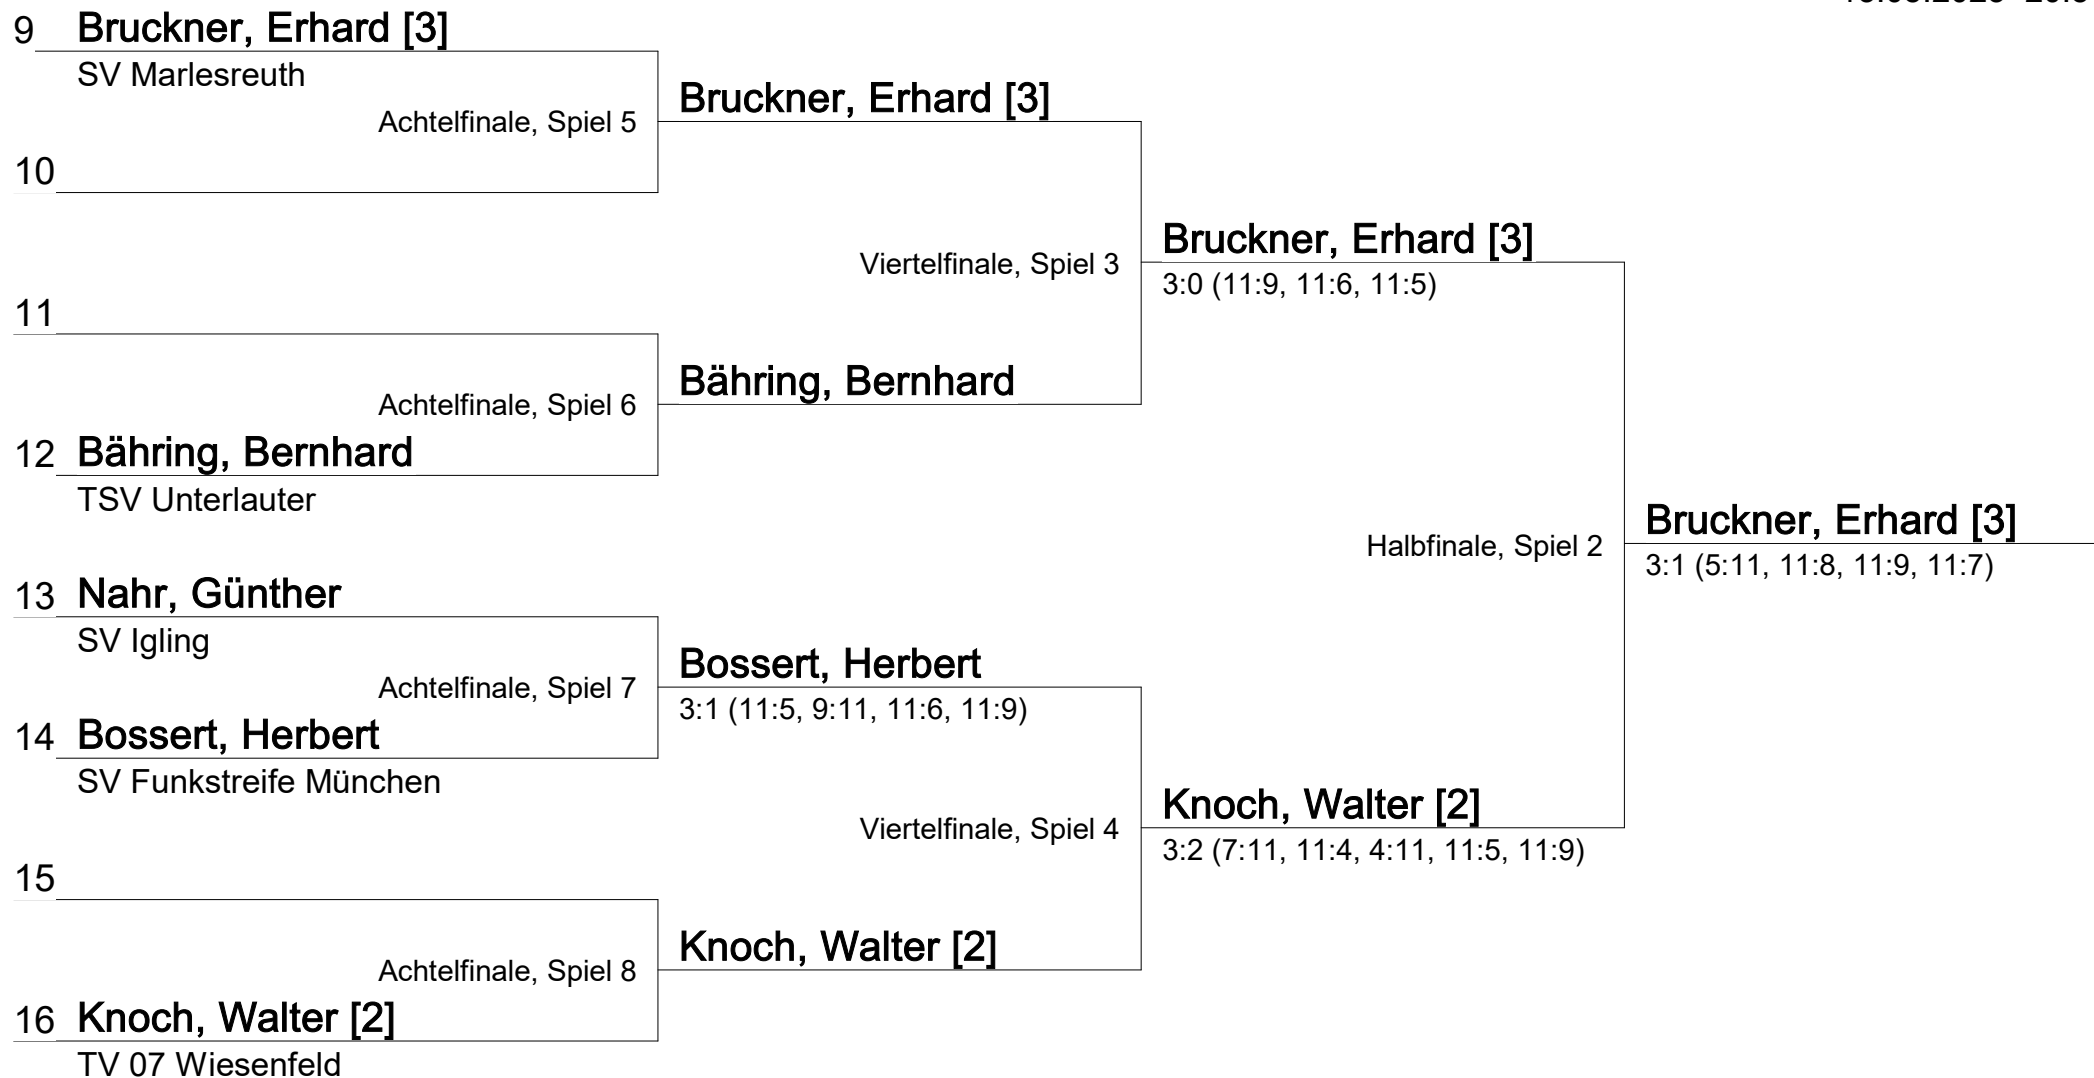 9 Bruckner, Erhard [3]
SV Marlesreuth
Achtelfinale, Spiel 5
Bruckner, Erhard [3]
10
Viertelfinale, Spiel 3
Bruckner, Erhard [3]
3:0 (11:9, 11:6, 11:5)
11
Achtelfinale, Spiel 6
Bähring, Bernhard
12 Bähring, Bernhard
TSV Unterlauter
Halbfinale, Spiel 2
Bruckner, Erhard [3]
3:1 (5:11, 11:8, 11:9, 11:7)
13 Nahr, Günther
SV Igling
Achtelfinale, Spiel 7
Bossert, Herbert
3:1 (11:5, 9:11, 11:6, 11:9)
14 Bossert, Herbert
SV Funkstreife München
Viertelfinale, Spiel 4
Knoch, Walter [2]
3:2 (7:11, 11:4, 4:11, 11:5, 11:9)
15
Achtelfinale, Spiel 8
Knoch, Walter [2]
16 Knoch, Walter [2]
TV 07 Wiesenfeld